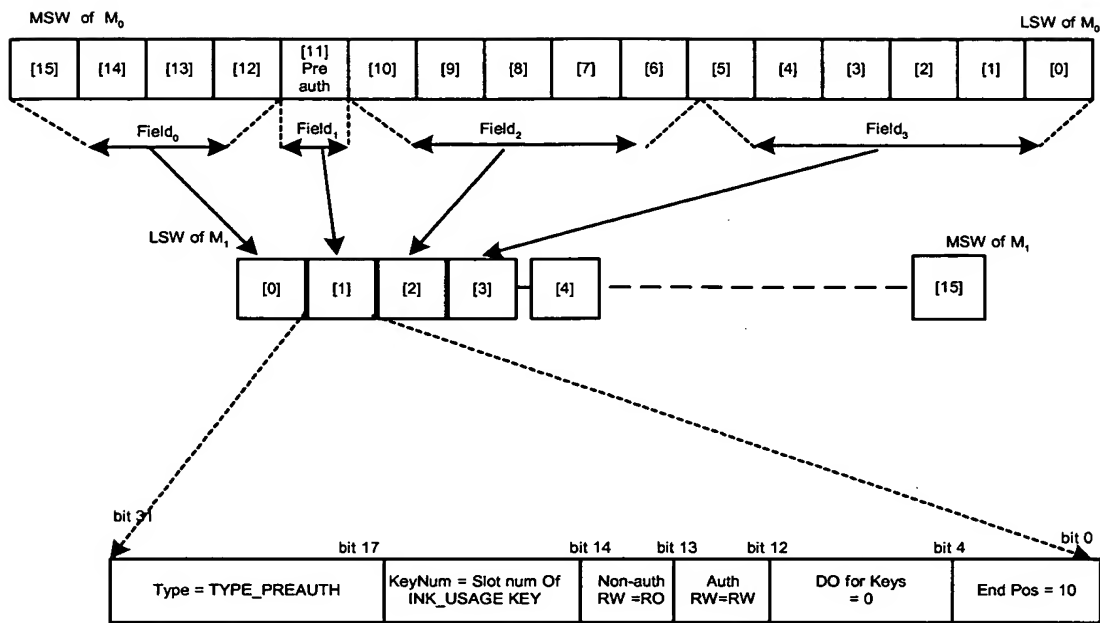 MSW of M₀ LSW of M₀
[15] [14] [13] [12] [11] Pre auth [10] [9] [8] [7] [6] [5] [4] [3] [2] [1] [0]
Field₀ Field₁ Field₂ Field₃
LSW of M₁ MSW of M₁
[0] [1] [2] [3] [4] [15]
bit 31 bit 17 bit 14 bit 13 bit 12 bit 4 bit 0
Type = TYPE_PREAUTH
KeyNum = Slot num Of
INK_USAGE KEY
Non-auth
RW =RO
Auth
RW=RW
DO for Keys
= 0
End Pos = 10